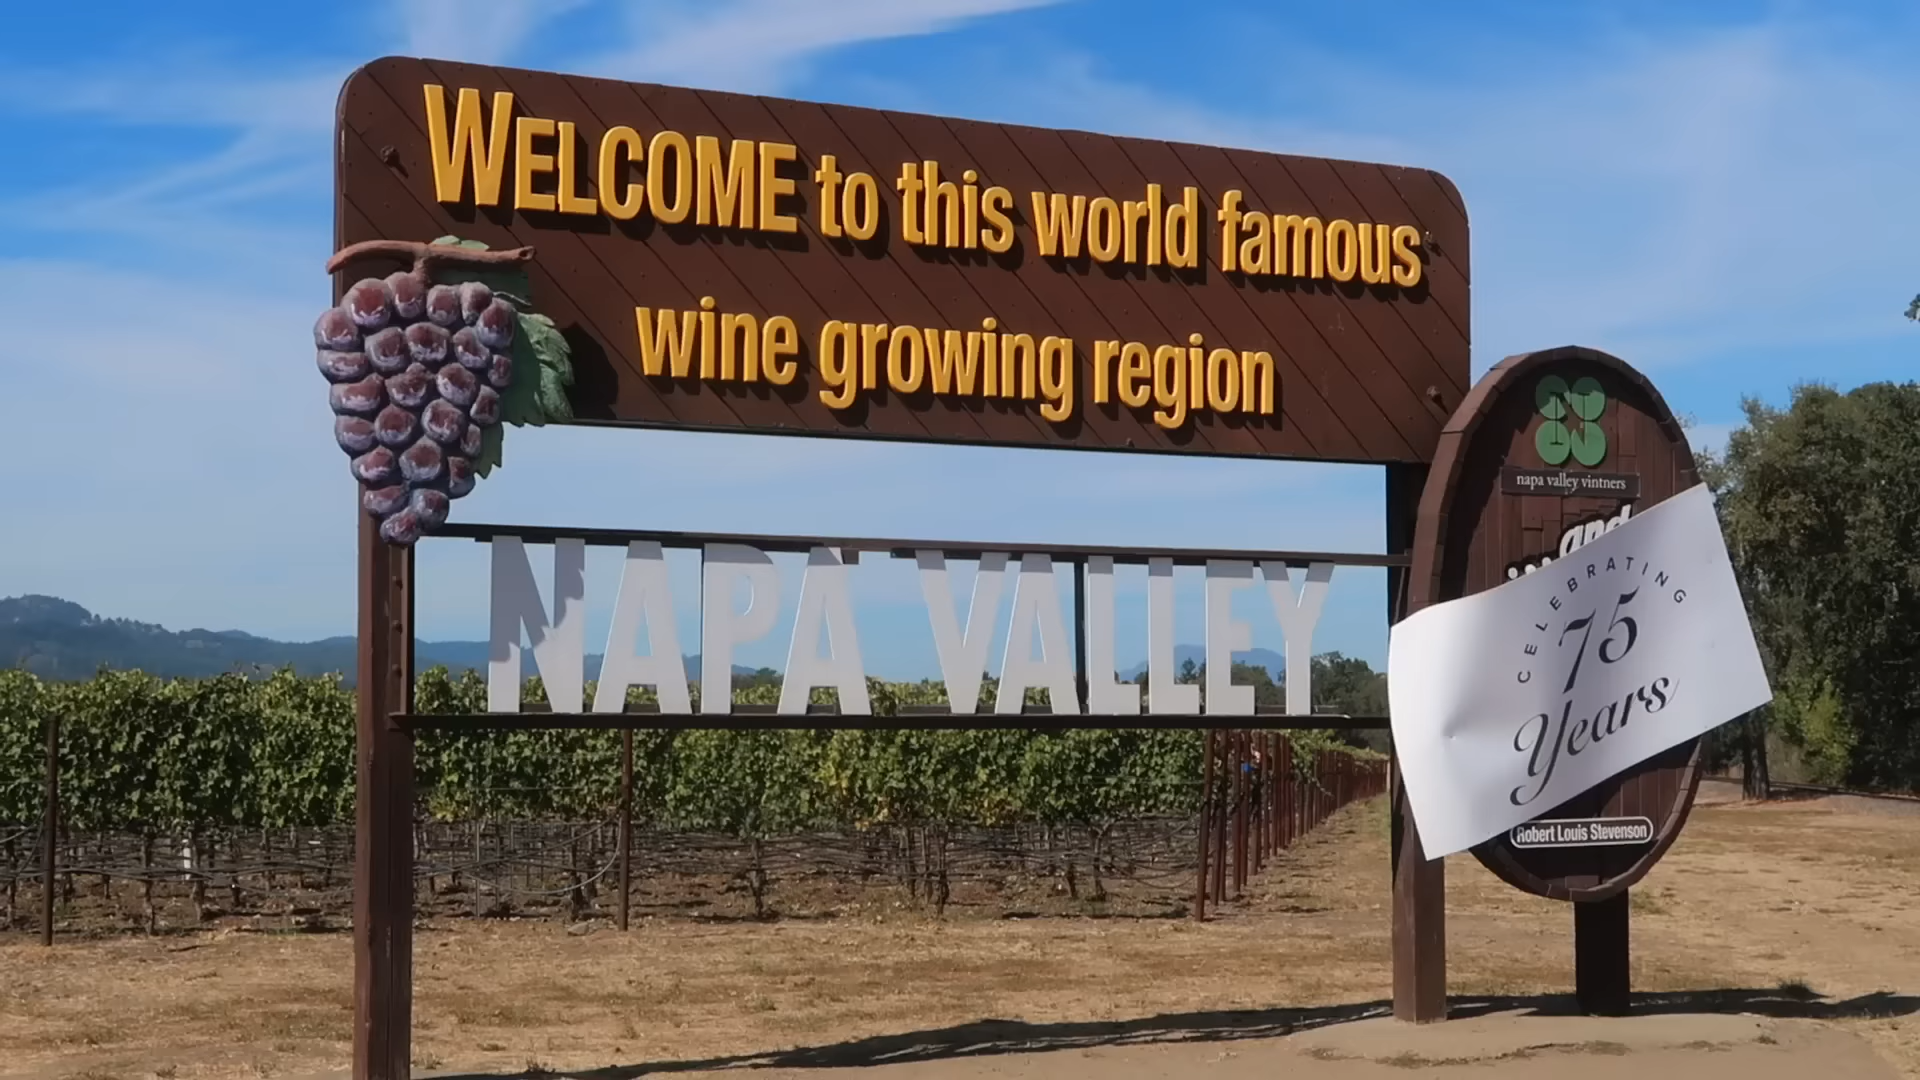 WELCOME to this world famous
wine growing region
NAPA VALLEY
napa valley vintners
...and
CELEBRATING
75
Years
Robert Louis Stevenson